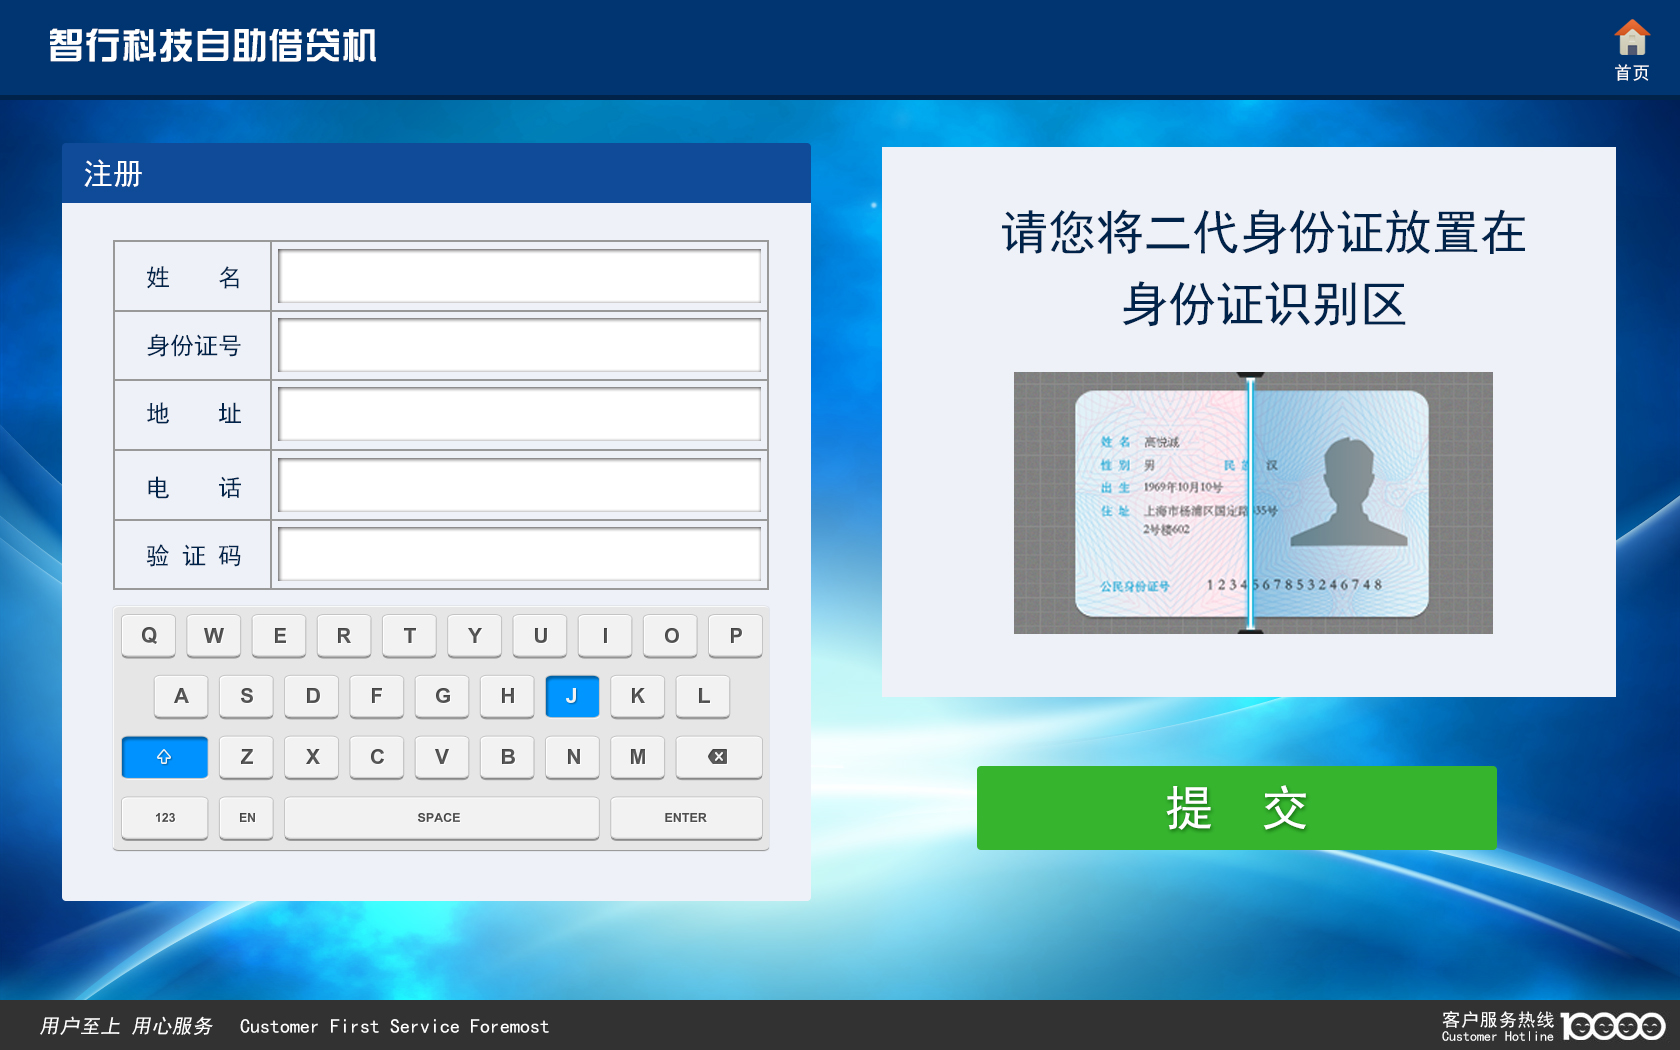 智行科技自助借贷机
首页
注册
姓 名
身份证号
地 址
电 话
验 证 码
Q W E R T Y U I O P
A S D F G H J K L
Z X C V B N M
123 EN SPACE ENTER
请您将二代身份证放置在
身份证识别区
姓 名 高悦诚
性 别 男 民 族 汉
出 生 1969年10月10号
住 址 上海市杨浦区国定路335号
2号楼602
公民身份证号 1234567853246748
提 交
用户至上 用心服务 Customer First Service Foremost
客户服务热线 10000
Customer Hotline